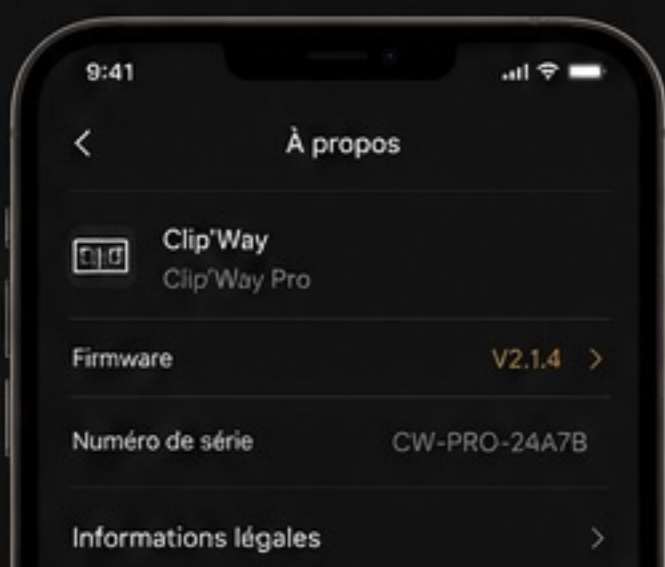 9:41
À propos
Clip'Way
Clip'Way Pro
Firmware V2.1.4
Numéro de série CW-PRO-24A7B
Informations légales